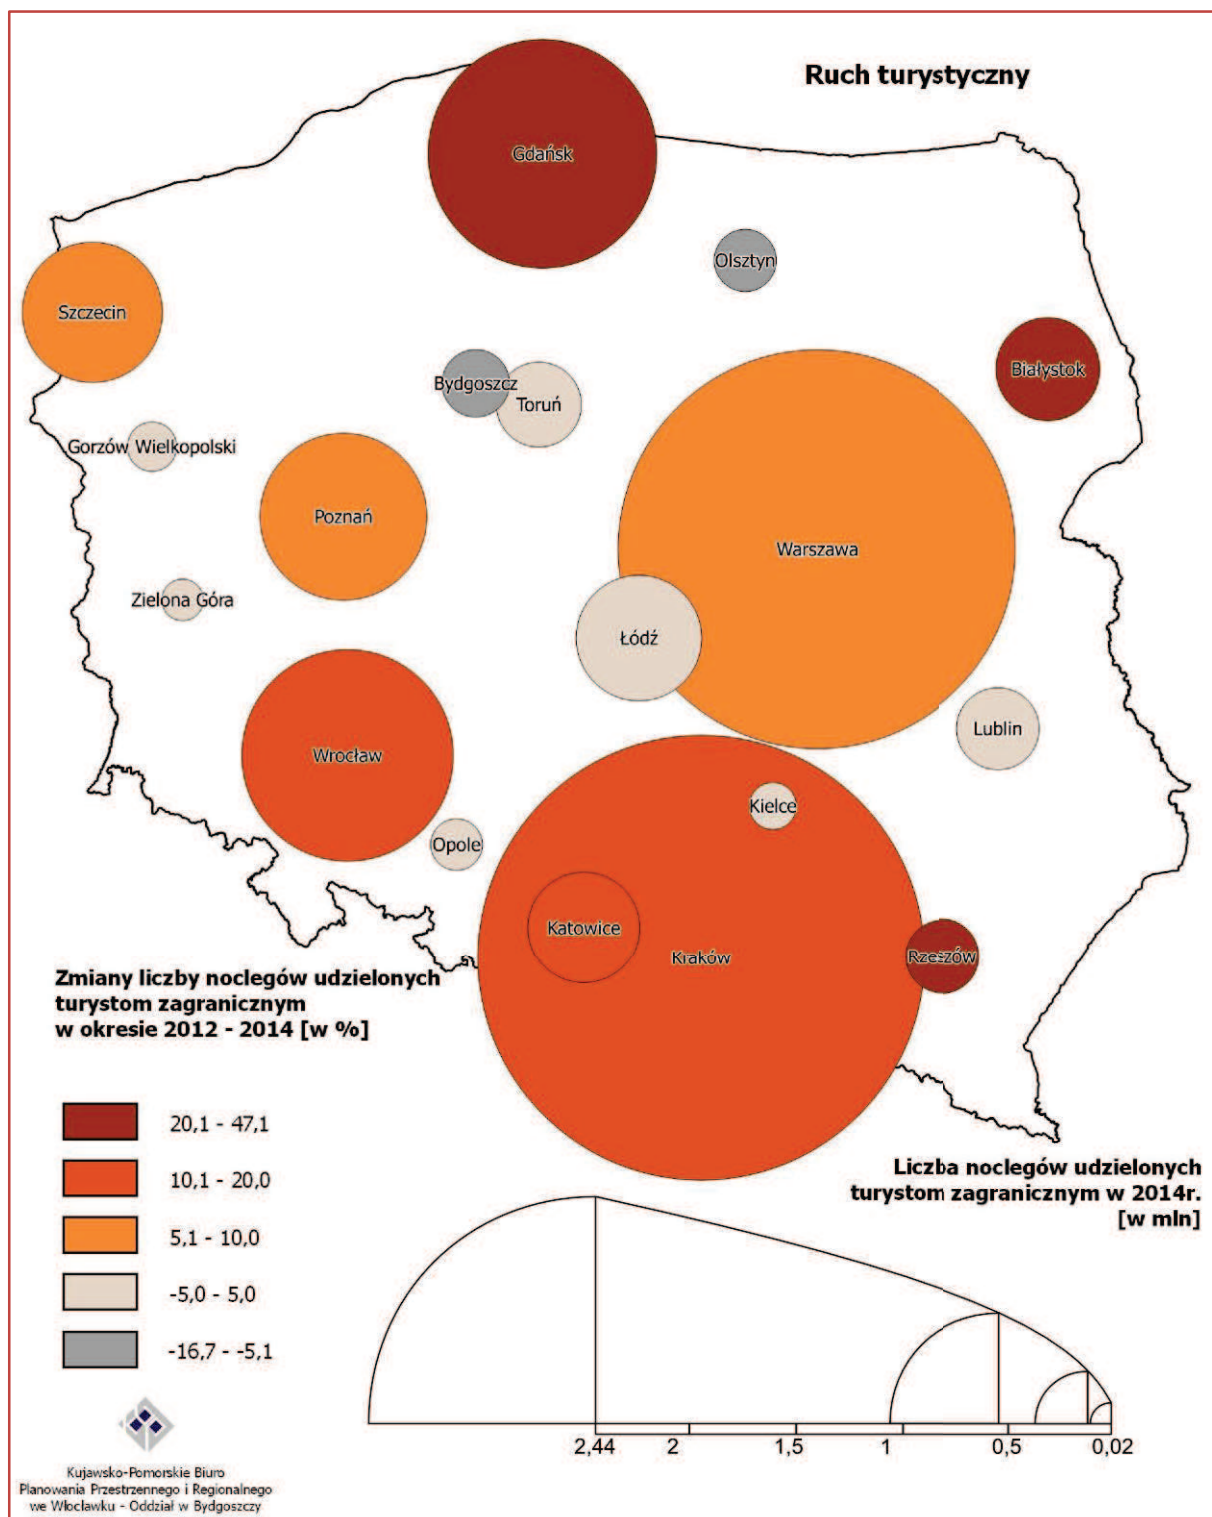 Ruch turystyczny
Gdańsk
Olsztyn
Szczecin
Białystok
Bydgoszcz
Toruń
Gorzów Wielkopolski
Poznań
Warszawa
Zielona Góra
Łódź
Lublin
Wrocław
Kielce
Opole
Katowice
Kraków
Rzeszów
Zmiany liczby noclegów udzielonych
turystom zagranicznym
w okresie 2012 - 2014 [w %]
20,1 - 47,1
10,1 - 20,0
5,1 - 10,0
-5,0 - 5,0
-16,7 - -5,1
Liczba noclegów udzielonych
turystom zagranicznym w 2014r.
[w mln]
2,44 2 1,5 1 0,5 0,02
Kujawsko-Pomorskie Biuro
Planowania Przestrzennego i Regionalnego
we Włocławku - Oddział w Bydgoszczy